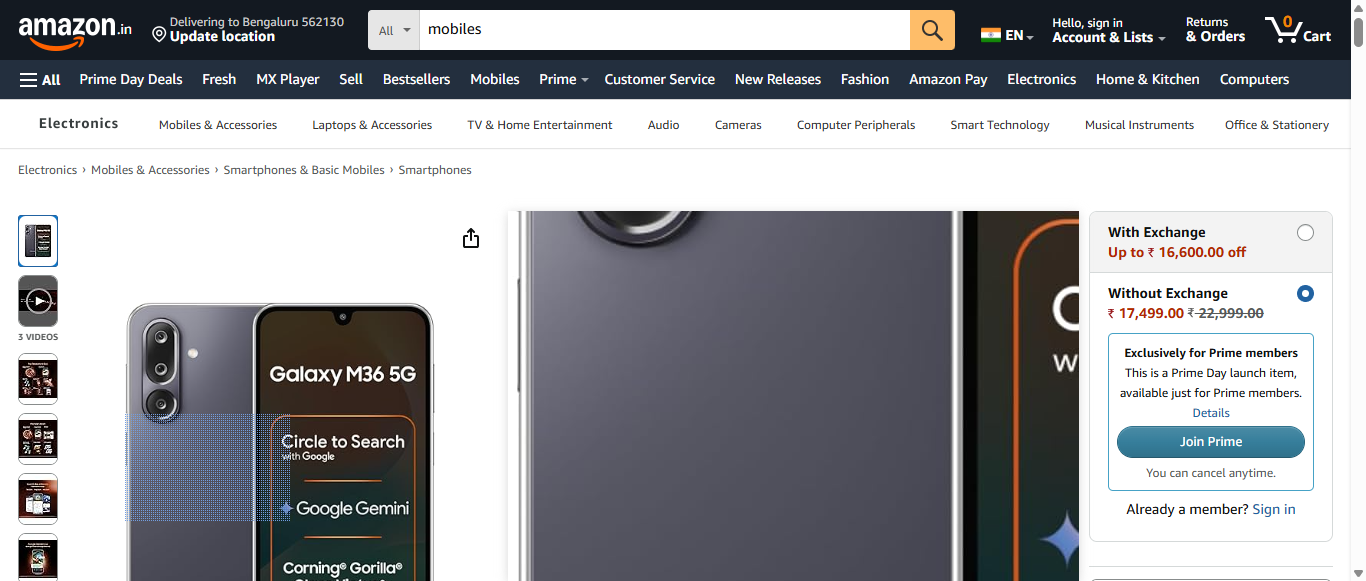 amazon.in
Delivering to Bengaluru 562130
Update location
All
mobiles
EN
Hello, sign in
Account & Lists
Returns
& Orders
0
Cart
All
Prime Day Deals
Fresh
MX Player
Sell
Bestsellers
Mobiles
Prime
Customer Service
New Releases
Fashion
Amazon Pay
Electronics
Home & Kitchen
Computers
Electronics
Mobiles & Accessories
Laptops & Accessories
TV & Home Entertainment
Audio
Cameras
Computer Peripherals
Smart Technology
Musical Instruments
Office & Stationery
Electronics › Mobiles & Accessories › Smartphones & Basic Mobiles › Smartphones
3 VIDEOS
Galaxy M36 5G
Circle to Search
with Google
Google Gemini
Corning® Gorilla®
With Exchange
Up to ₹ 16,600.00 off
Without Exchange
₹ 17,499.00 ₹ 22,999.00
Exclusively for Prime members
This is a Prime Day launch item,
available just for Prime members.
Details
Join Prime
You can cancel anytime.
Already a member? Sign in